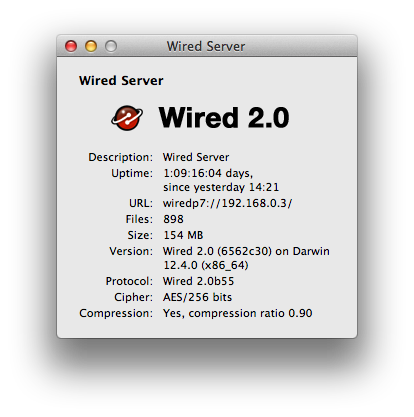 Wired Server
Wired Server
Wired 2.0
Description: Wired Server
Uptime: 1:09:16:04 days,
since yesterday 14:21
URL: wiredp7://192.168.0.3/
Files: 898
Size: 154 MB
Version: Wired 2.0 (6562c30) on Darwin
12.4.0 (x86_64)
Protocol: Wired 2.0b55
Cipher: AES/256 bits
Compression: Yes, compression ratio 0.90